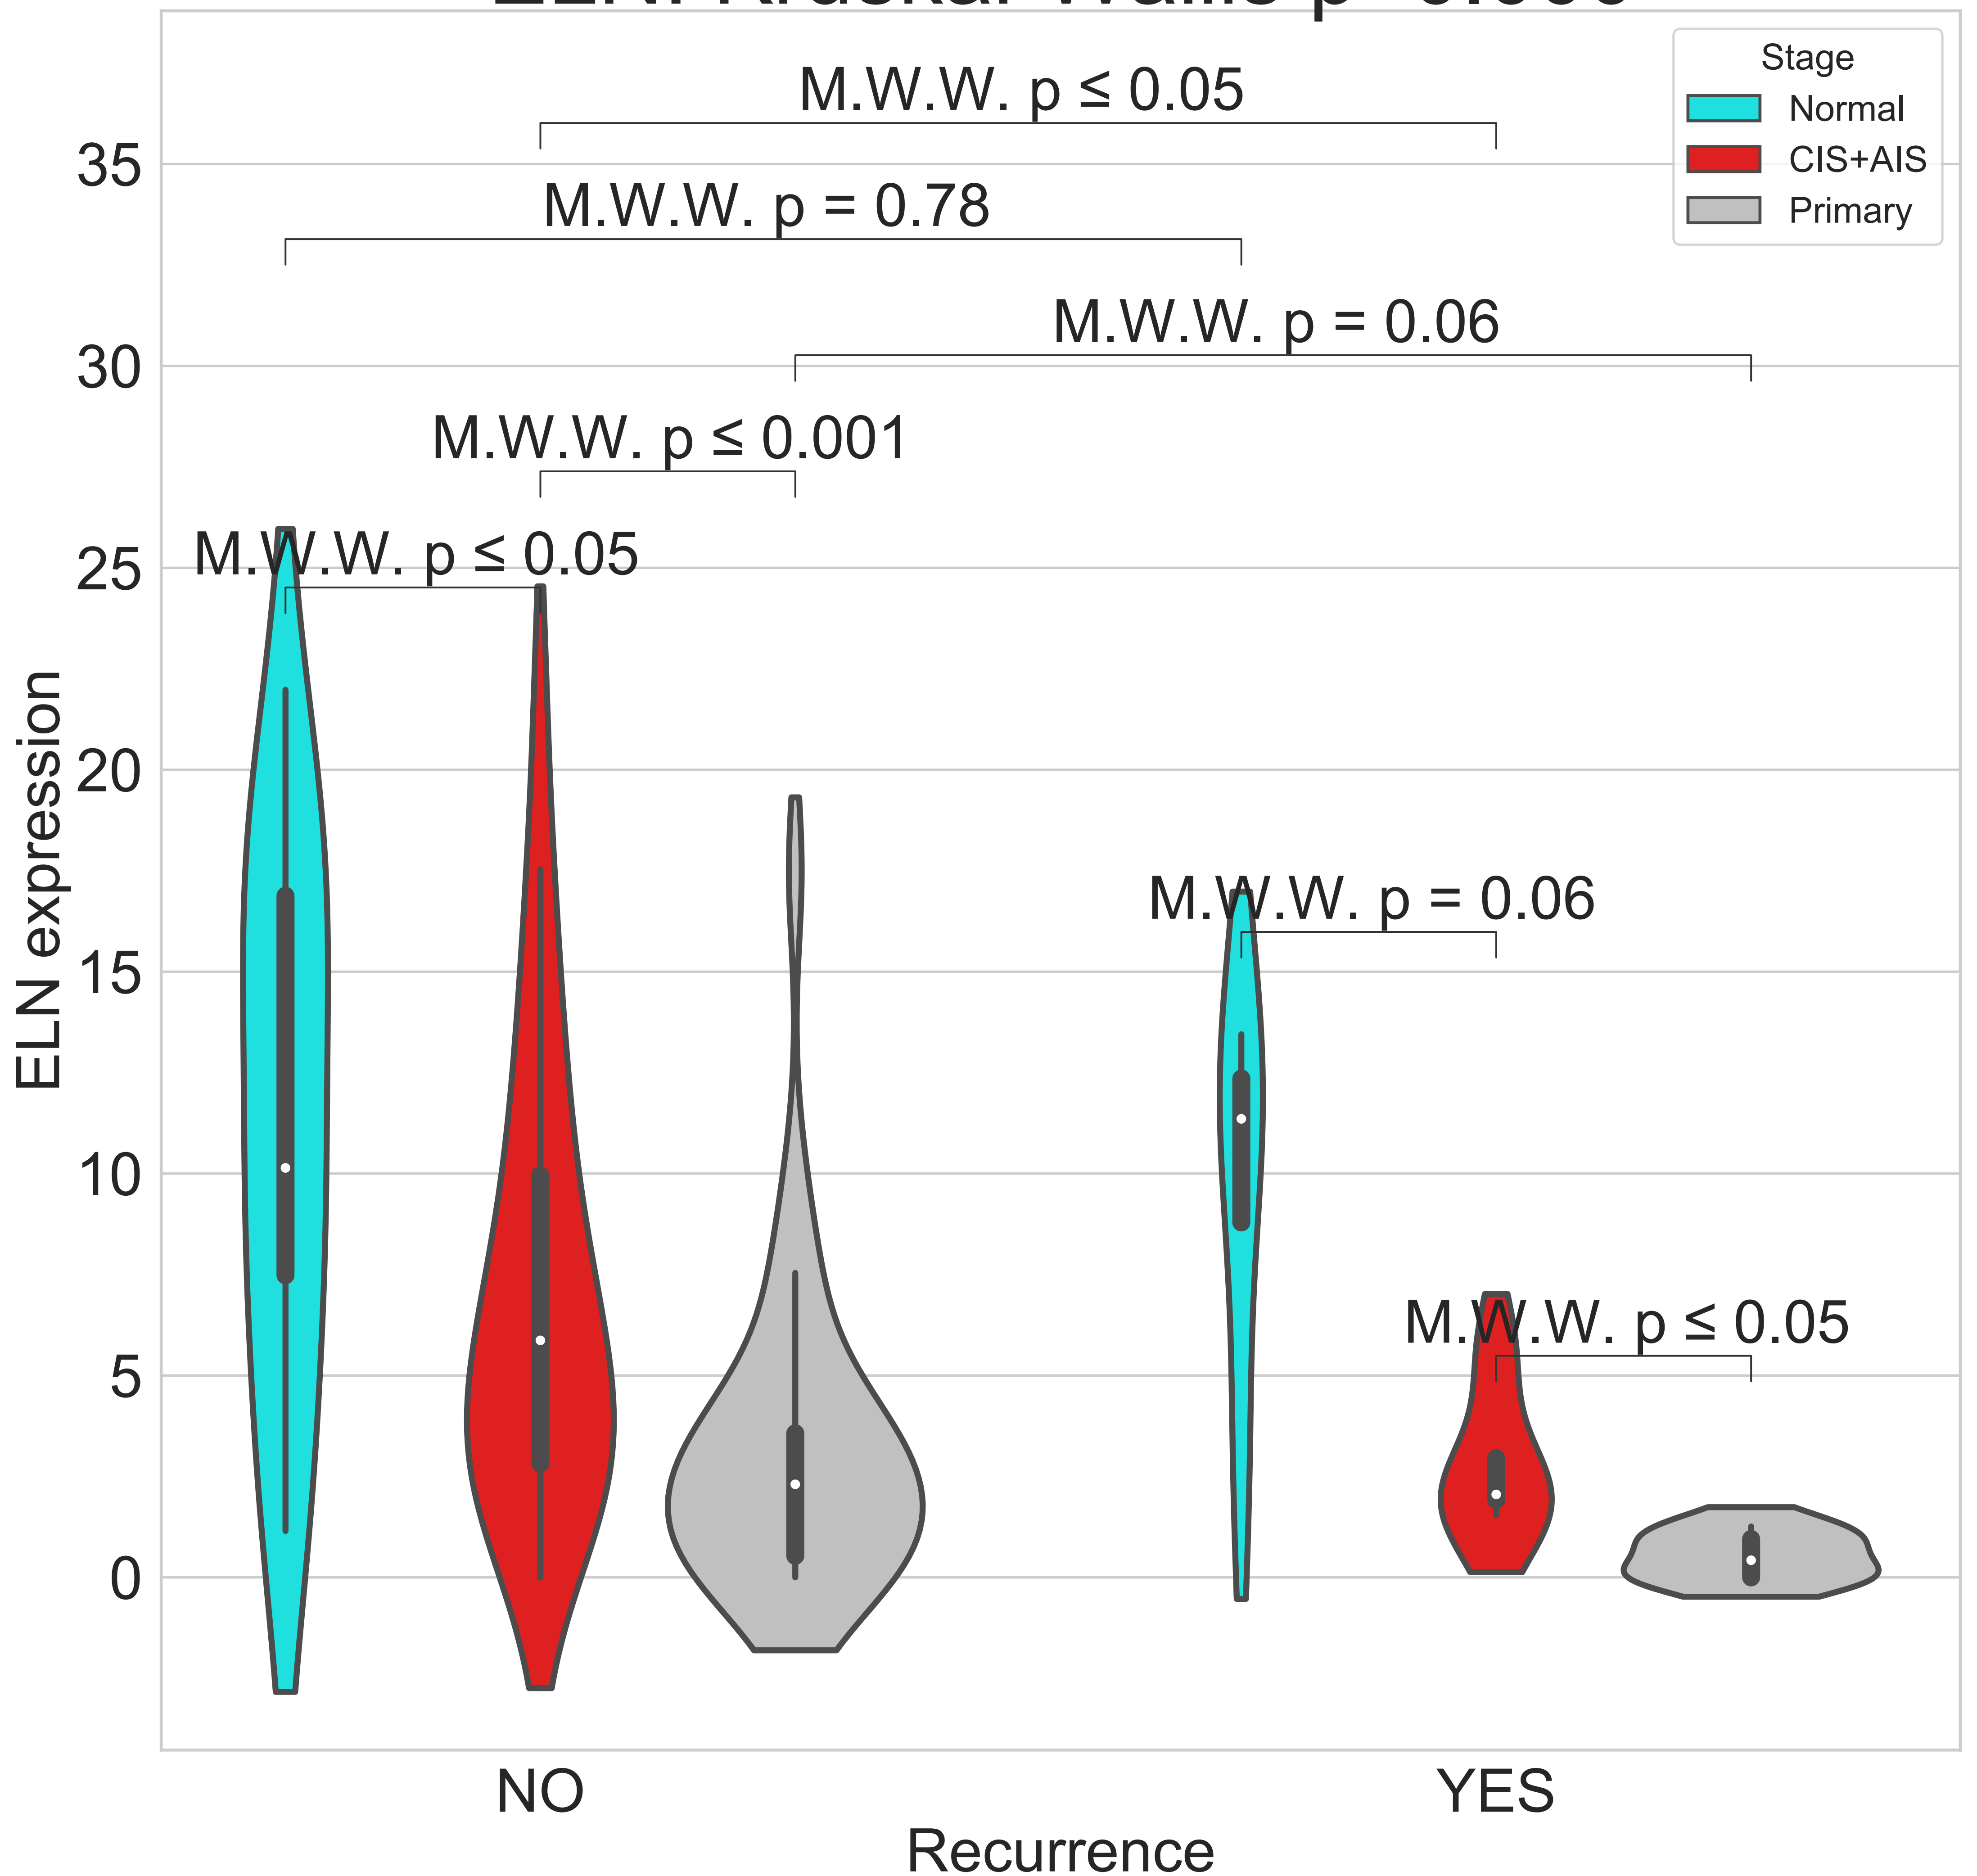 Stage
Normal
CIS+AIS
Primary
M.W.W. p ≤ 0.05
M.W.W. p = 0.78
M.W.W. p = 0.06
M.W.W. p ≤ 0.001
M.W.W. p ≤ 0.05
M.W.W. p = 0.06
M.W.W. p ≤ 0.05
35
30
25
20
15
10
5
0
ELN expression
NO
YES
Recurrence